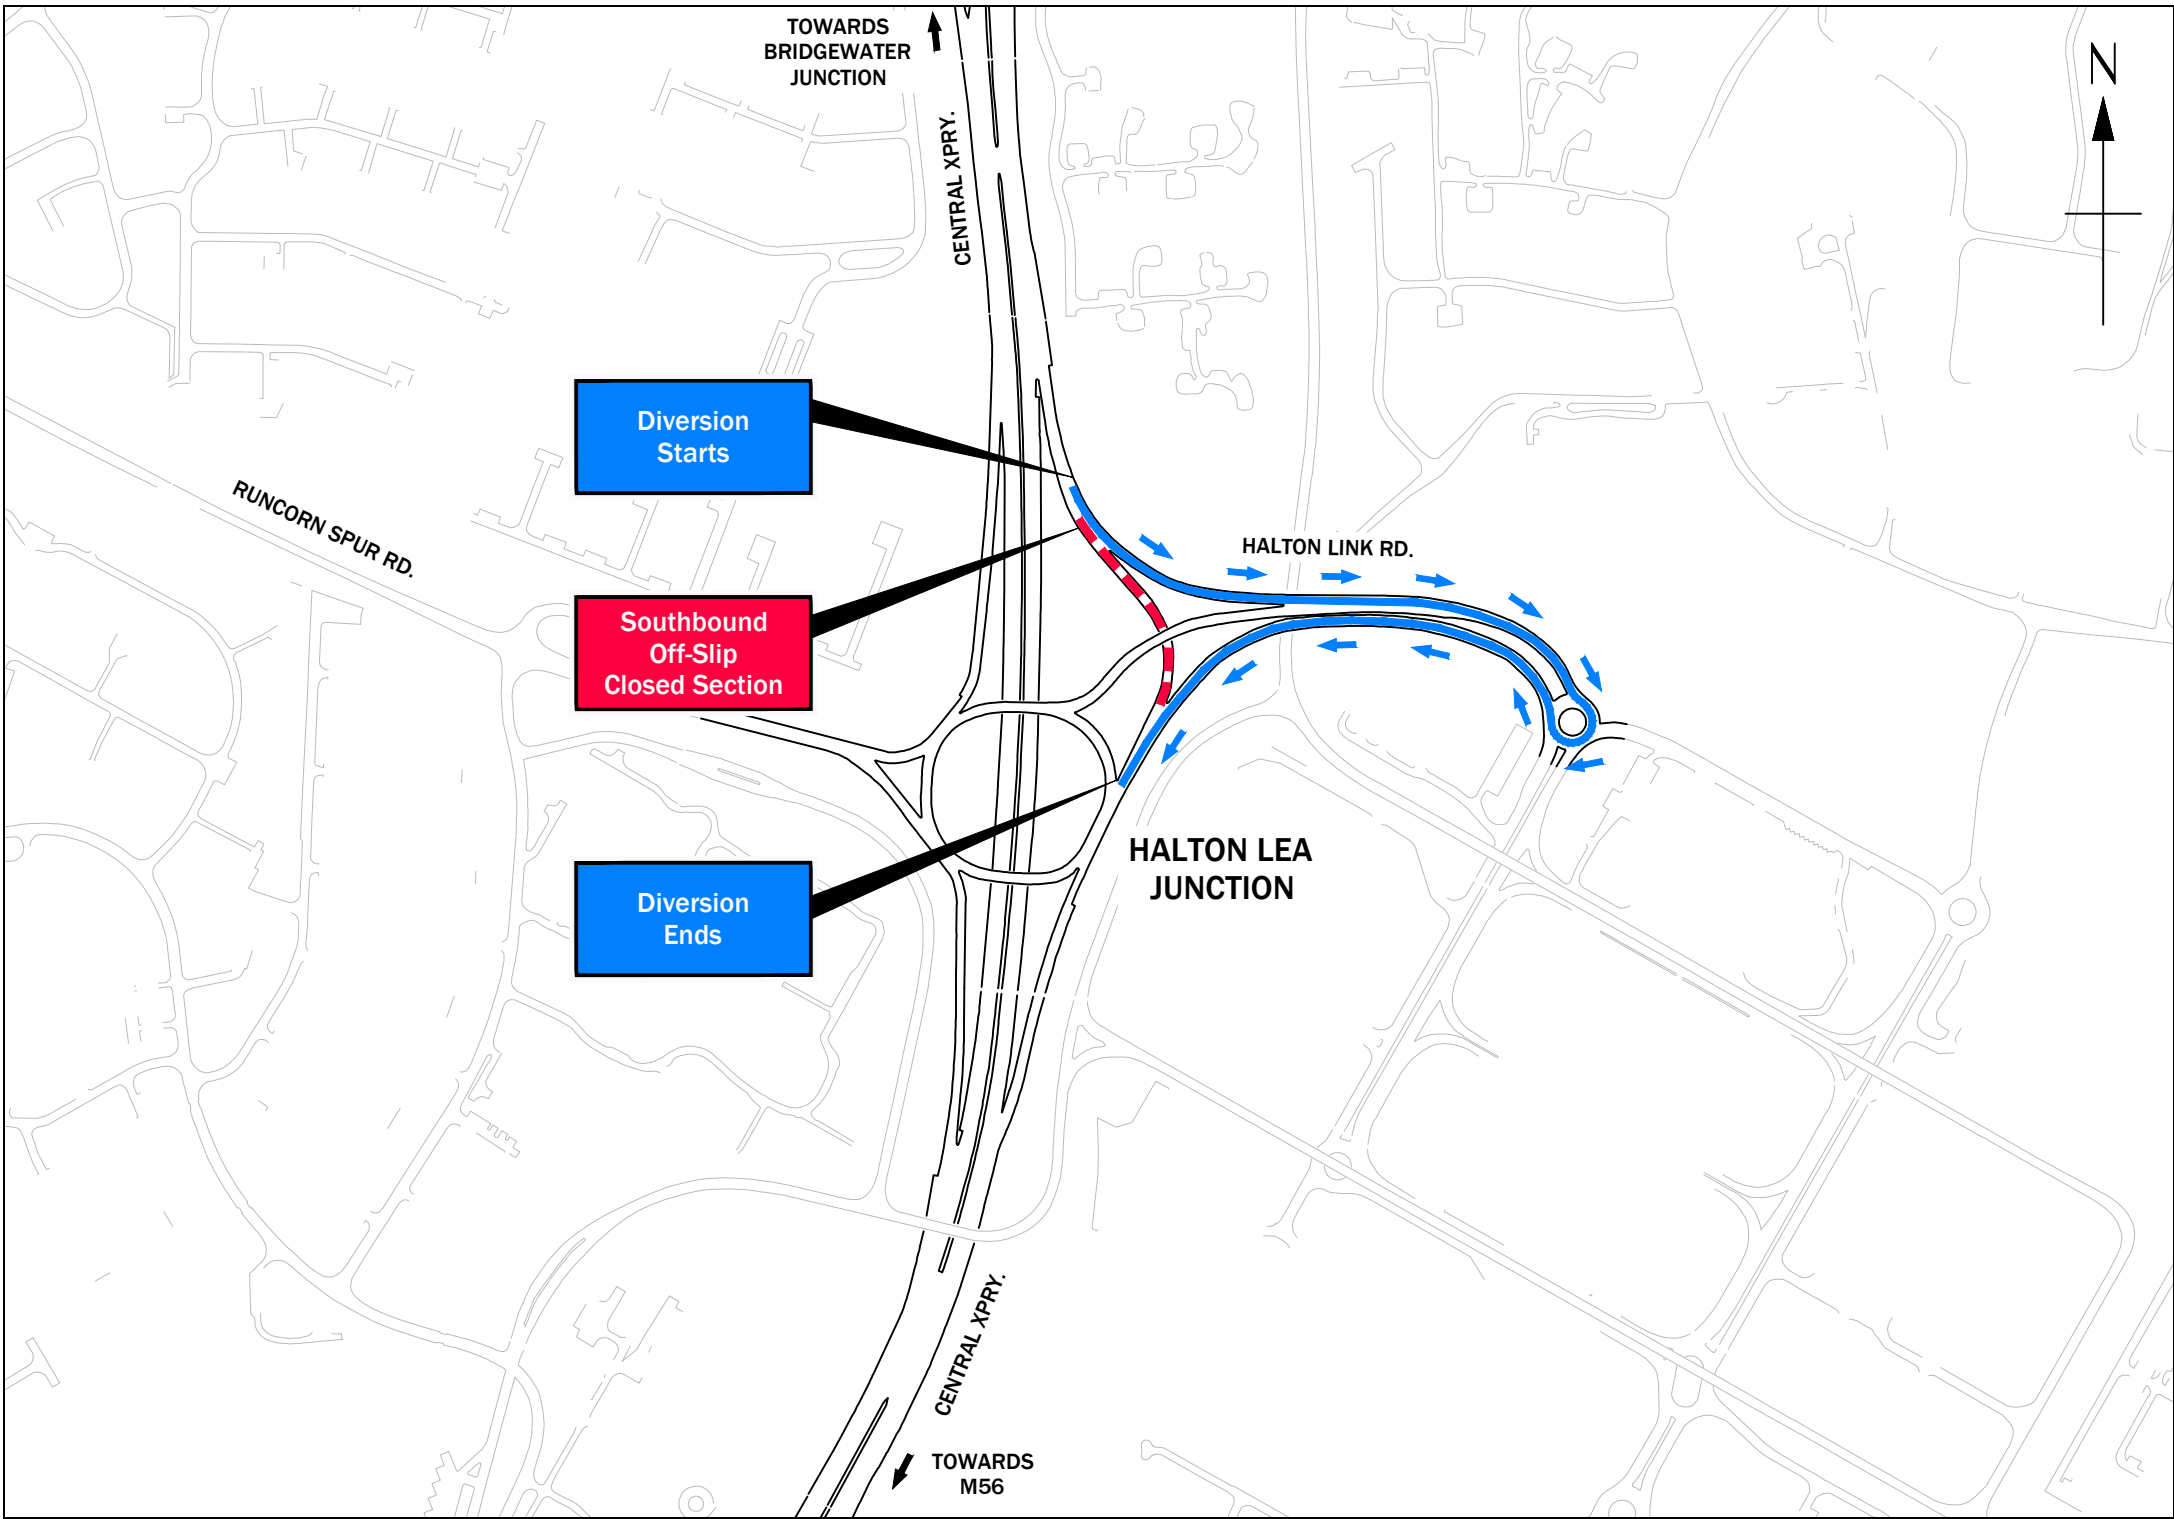 TOWARDS
BRIDGEWATER
JUNCTION
N
CENTRAL XPRY.
Diversion
Starts
RUNCORN SPUR RD.
HALTON LINK RD.
Southbound
Off-Slip
Closed Section
HALTON LEA
JUNCTION
Diversion
Ends
CENTRAL XPRY.
TOWARDS
M56